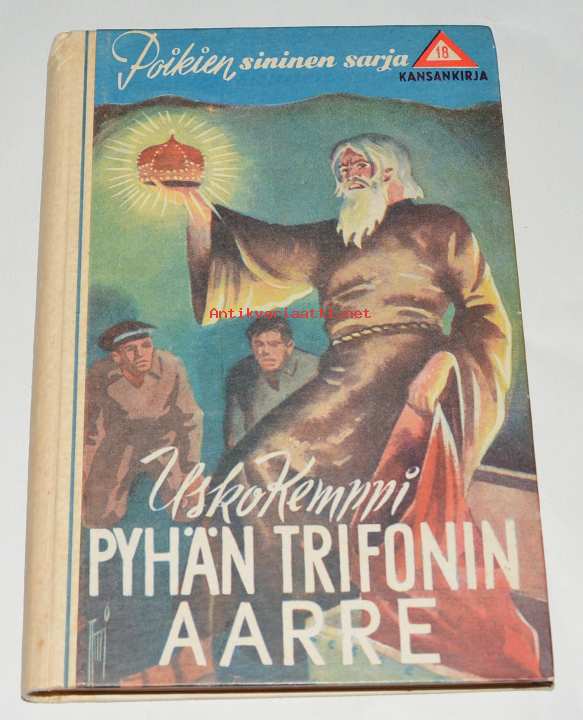 Poikien sininen sarja
18
KANSANKIRJA
Antikvariaatti.net
Usko Kemppi
PYHÄN TRIFONIN
AARRE